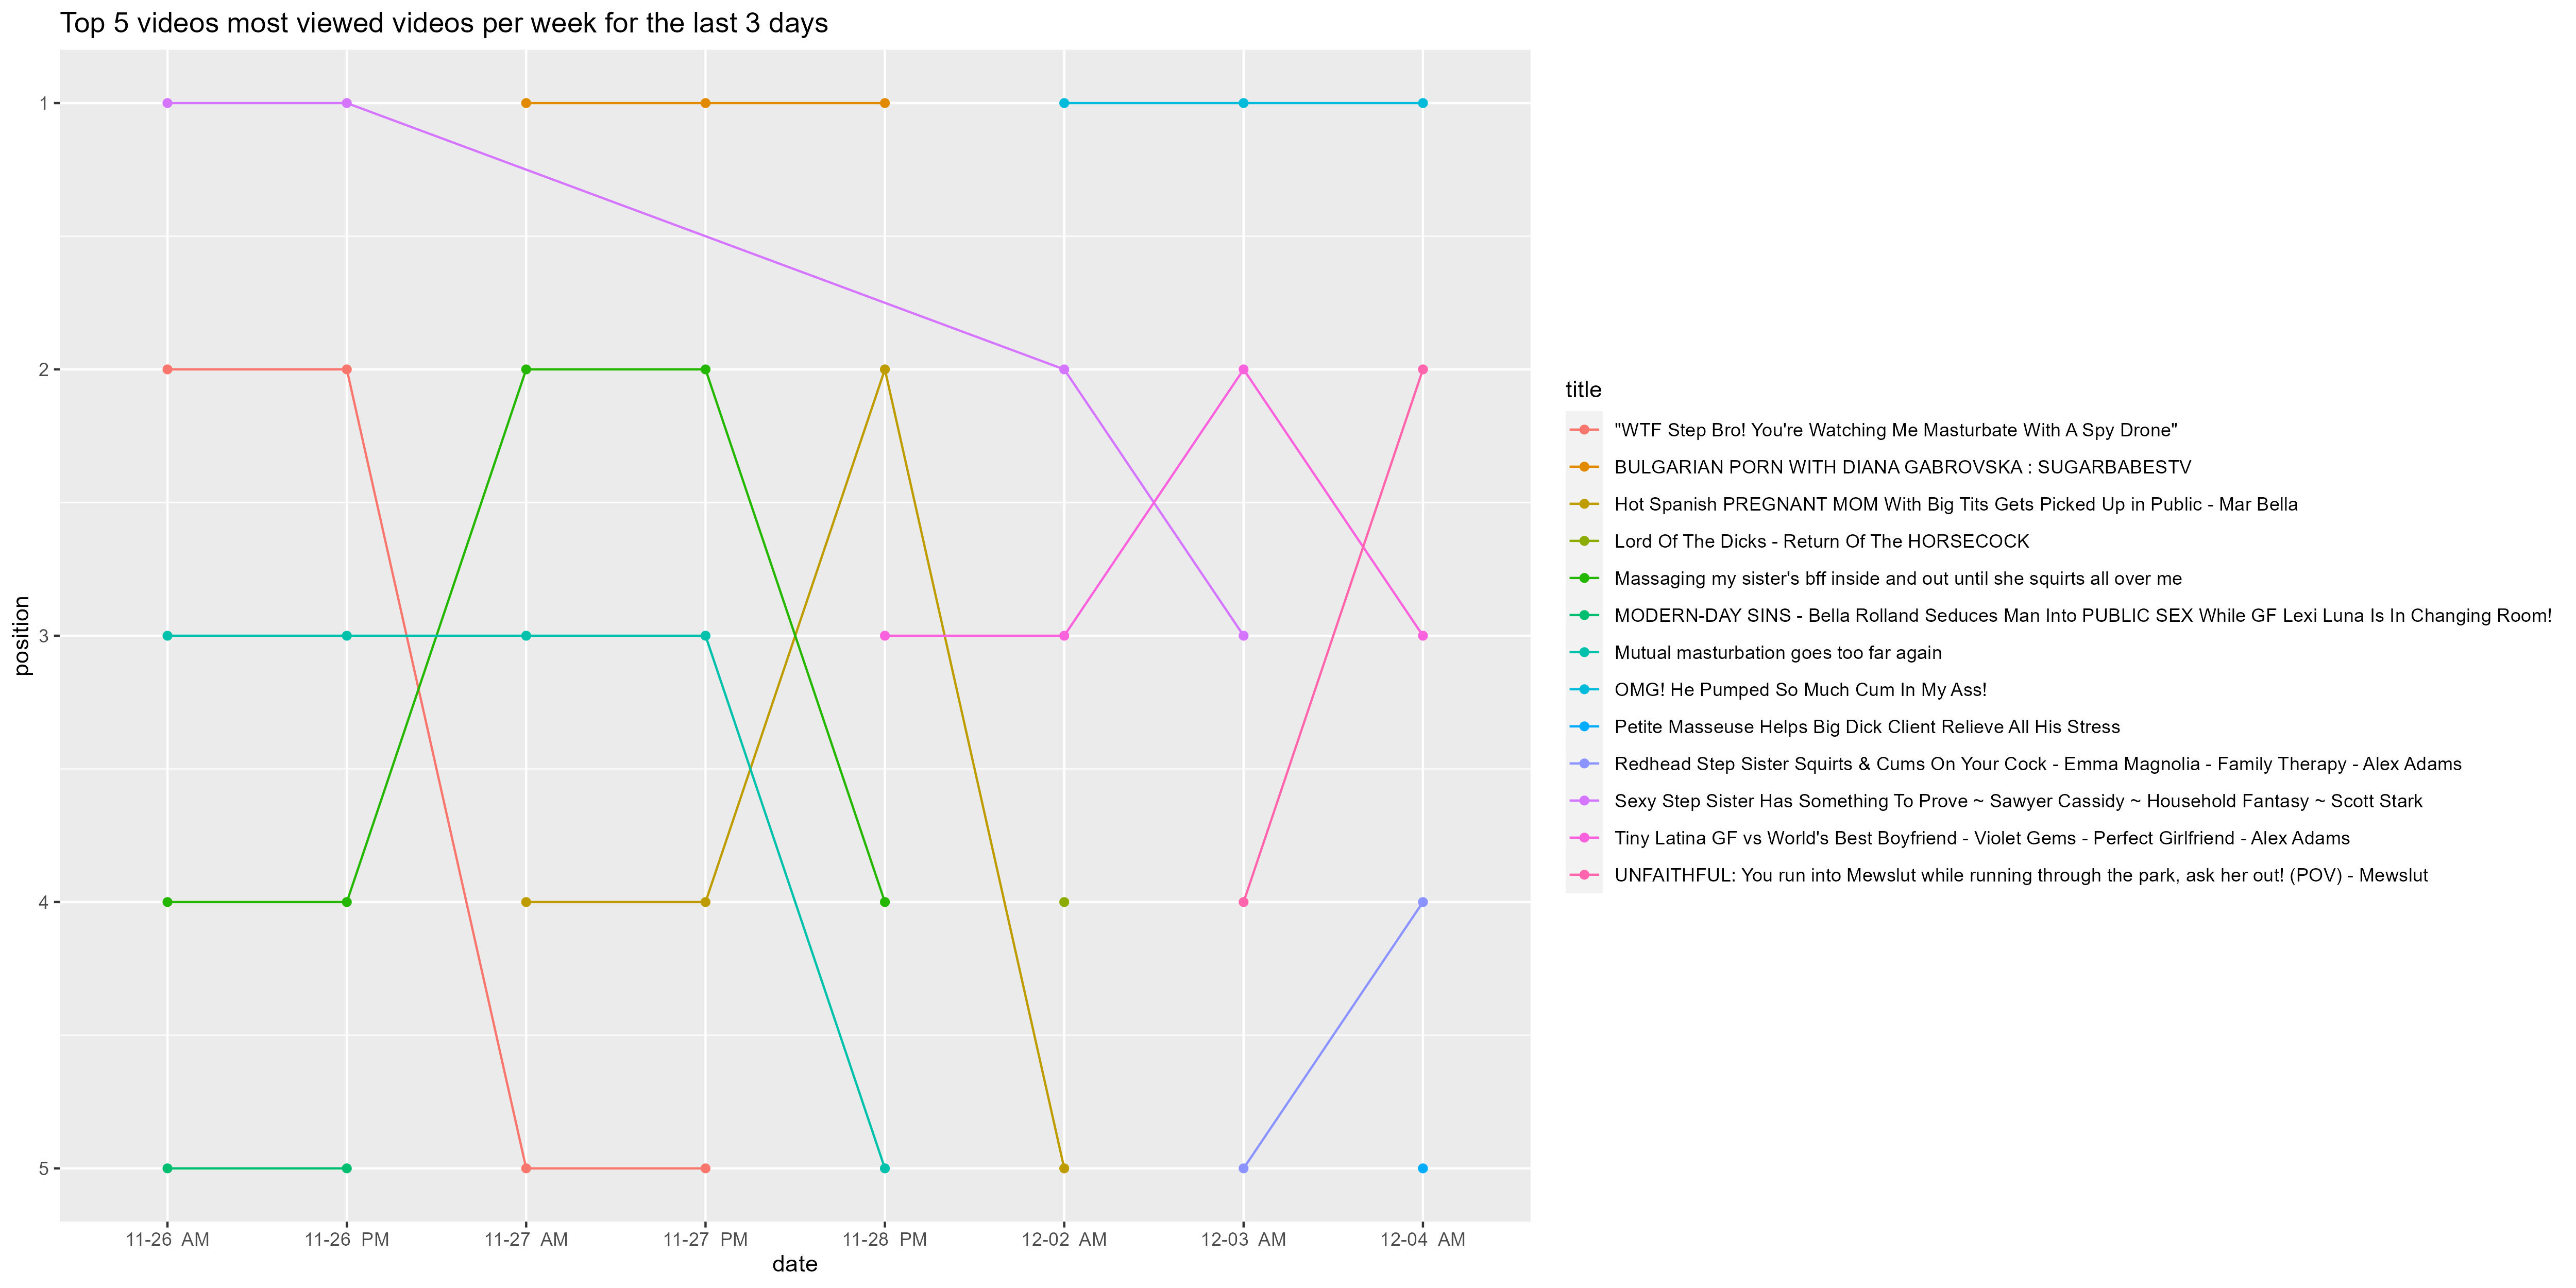 Top 5 videos most viewed videos per week for the last 3 days
1
2
3
4
5
position
11-26 AM
11-26 PM
11-27 AM
11-27 PM
11-28 PM
12-02 AM
12-03 AM
12-04 AM
date
title
"WTF Step Bro! You're Watching Me Masturbate With A Spy Drone"
BULGARIAN PORN WITH DIANA GABROVSKA : SUGARBABESTV
Hot Spanish PREGNANT MOM With Big Tits Gets Picked Up in Public - Mar Bella
Lord Of The Dicks - Return Of The HORSECOCK
Massaging my sister's bff inside and out until she squirts all over me
MODERN-DAY SINS - Bella Rolland Seduces Man Into PUBLIC SEX While GF Lexi Luna Is In Changing Room!
Mutual masturbation goes too far again
OMG! He Pumped So Much Cum In My Ass!
Petite Masseuse Helps Big Dick Client Relieve All His Stress
Redhead Step Sister Squirts & Cums On Your Cock - Emma Magnolia - Family Therapy - Alex Adams
Sexy Step Sister Has Something To Prove ~ Sawyer Cassidy ~ Household Fantasy ~ Scott Stark
Tiny Latina GF vs World's Best Boyfriend - Violet Gems - Perfect Girlfriend - Alex Adams
UNFAITHFUL: You run into Mewslut while running through the park, ask her out! (POV) - Mewslut